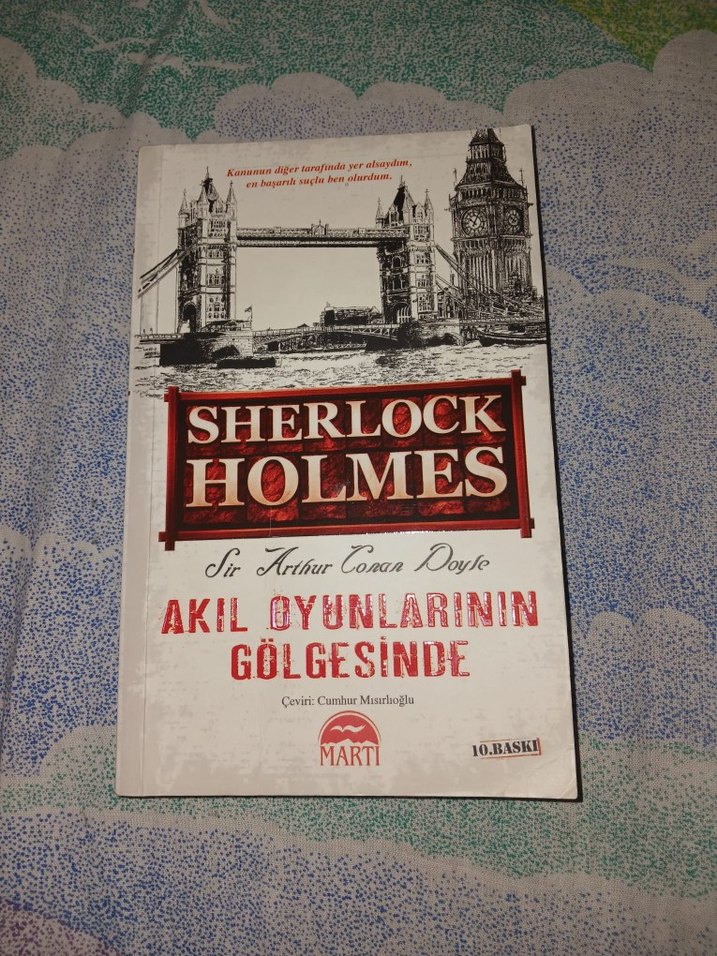 Kanunun diğer tarafında yer alsaydım,
en başarılı suçlu ben olurdum.
SHERLOCK
HOLMES
Sir Arthur Conan Doyle
AKIL OYUNLARININ
GÖLGESİNDE
Çeviri: Cumhur Mısırlıoğlu
MARTI
10.BASKI